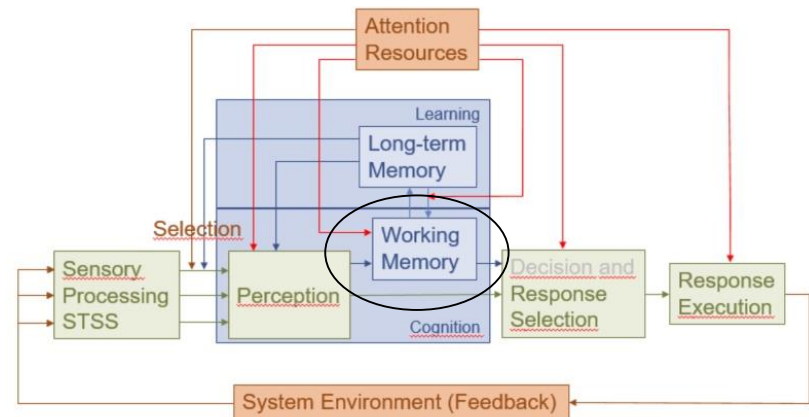 Attention
Resources
Learning
Long-term
Memory
Selection
Working
Memory
Sensory
Processing
STSS
Perception
Decision and
Response
Selection
Response
Execution
Cognition
System Environment (Feedback)